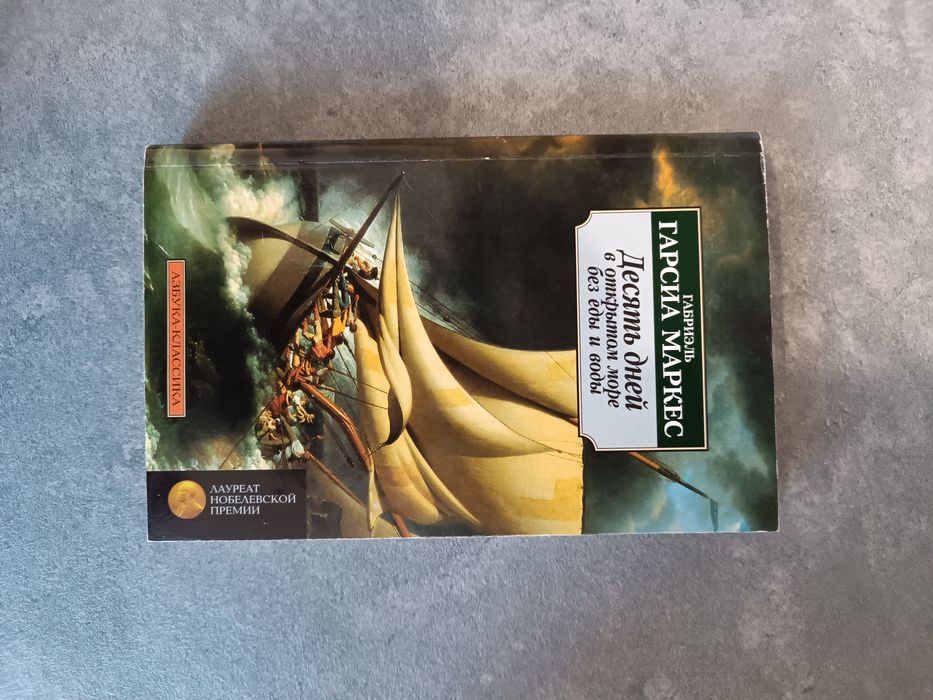 ГАБРИЭЛЬ
ГАРСИА МАРКЕС
Десять дней
в открытом море
без еды и воды
АЗБУКА-КЛАССИКА
ЛАУРЕАТ
НОБЕЛЕВСКОЙ
ПРЕМИИ